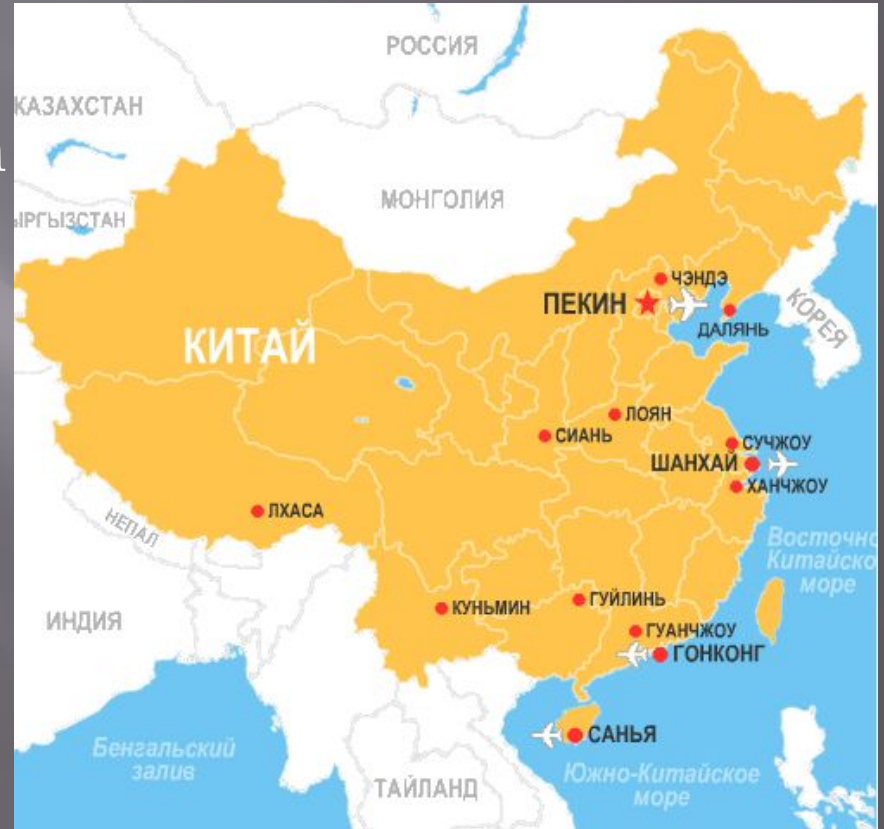 РОССИЯ
КАЗАХСТАН
МОНГОЛИЯ
ЫРГЫЗСТАН
ЧЭНДЭ
ПЕКИН
ДАЛЯНЬ
КОРЕЯ
КИТАЙ
ЛОЯН
СИАНЬ
СУЧЖОУ
ШАНХАЙ
ХАНЧЖОУ
ЛХАСА
НЕПАЛ
Восточно
Китайско
море
КУНЬМИН
ГУЙЛИНЬ
ИНДИЯ
ГУАНЧЖОУ
ГОНКОНГ
САНЬЯ
Бенгальский
залив
Южно-Китайское
море
ТАЙЛАНД